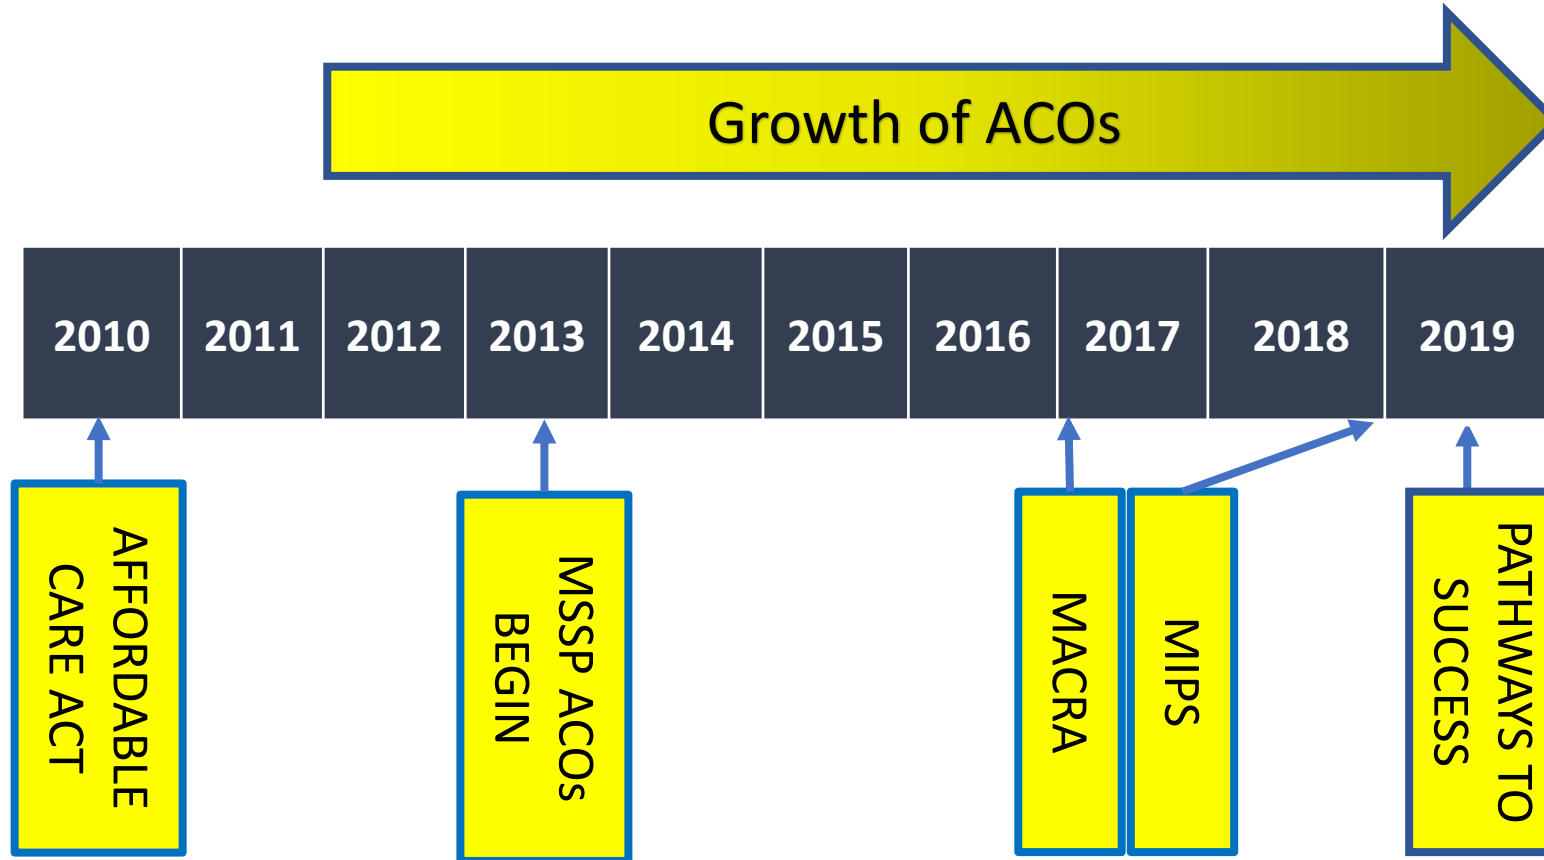 Growth of ACOs
2010 2011 2012 2013 2014 2015 2016 2017 2018 2019
AFFORDABLE
CARE ACT
MSSP ACOs
BEGIN
MACRA
MIPS
PATHWAYS TO
SUCCESS